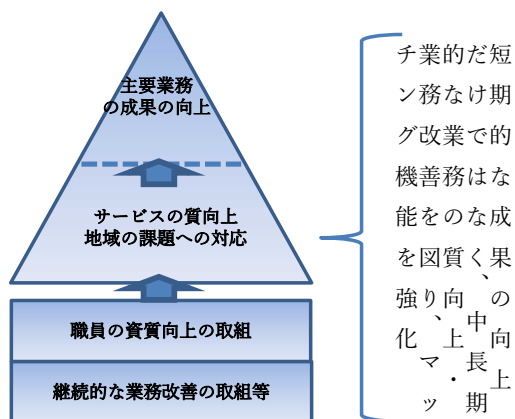 主要業務
の成果の向上
サービスの質向上
地域の課題への対応
職員の資質向上の取組
継続的な業務改善の取組等
短期的な成果の向上
だけではなく、中長期
的な業務の質向上・
業務改善を図り、マッ
チング機能を強化